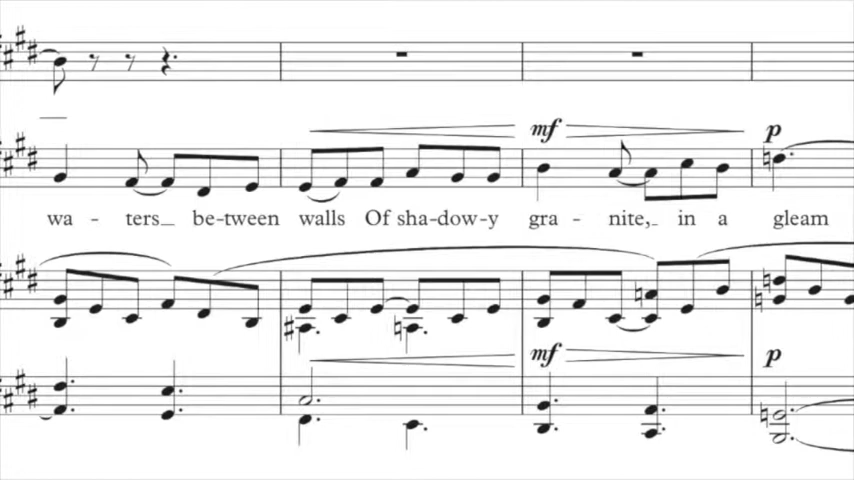 mf p
wa - ters_ be-tween walls Of sha-dow-y gra - nite,_ in a gleam
mf p